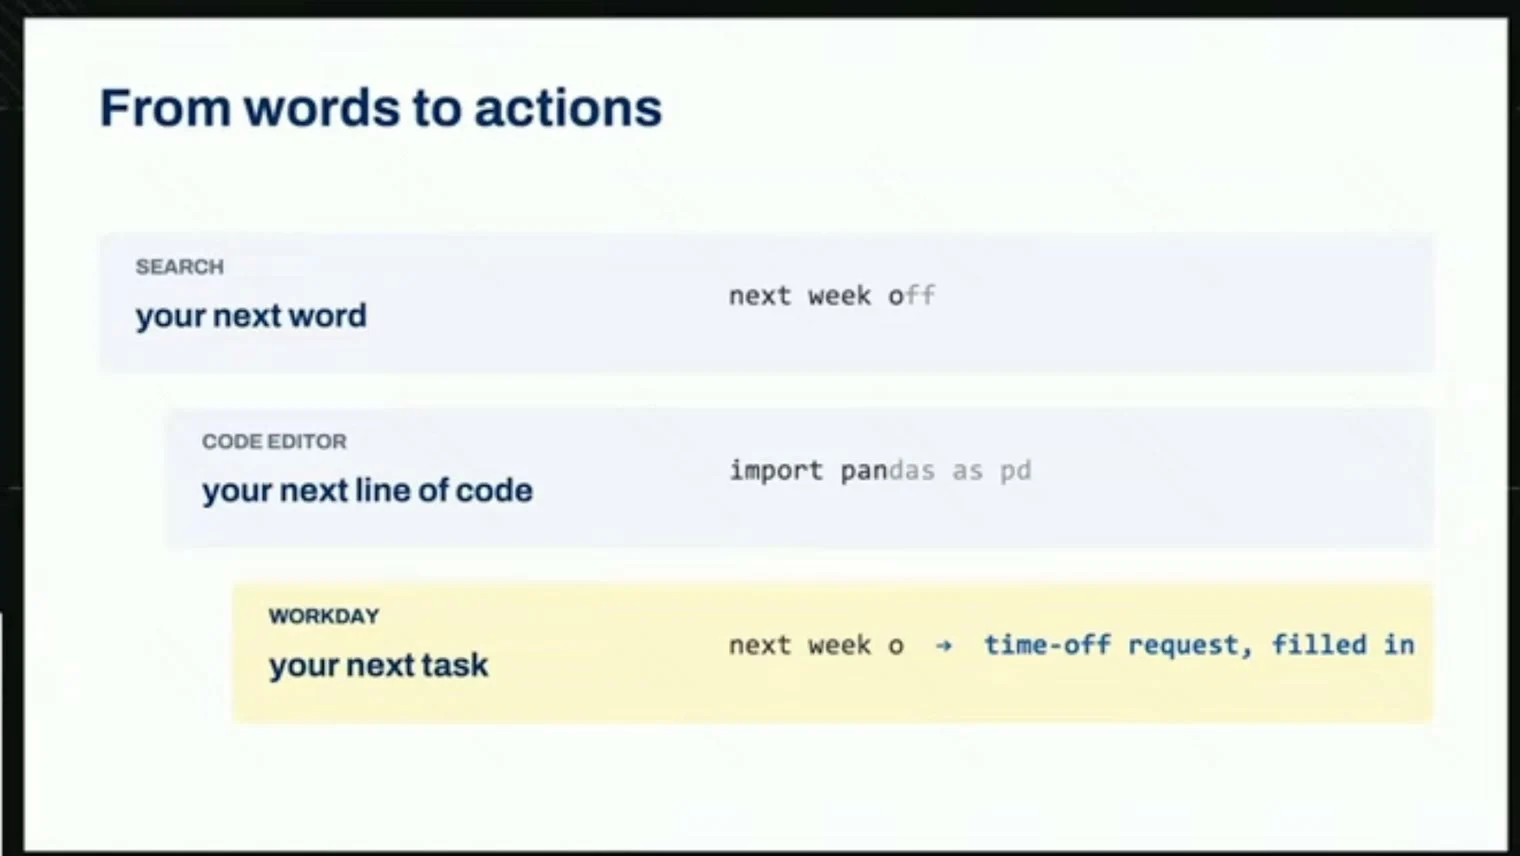 From words to actions
SEARCH
your next word
next week off
CODE EDITOR
your next line of code
import pandas as pd
WORKDAY
your next task
next week o → time-off request, filled in